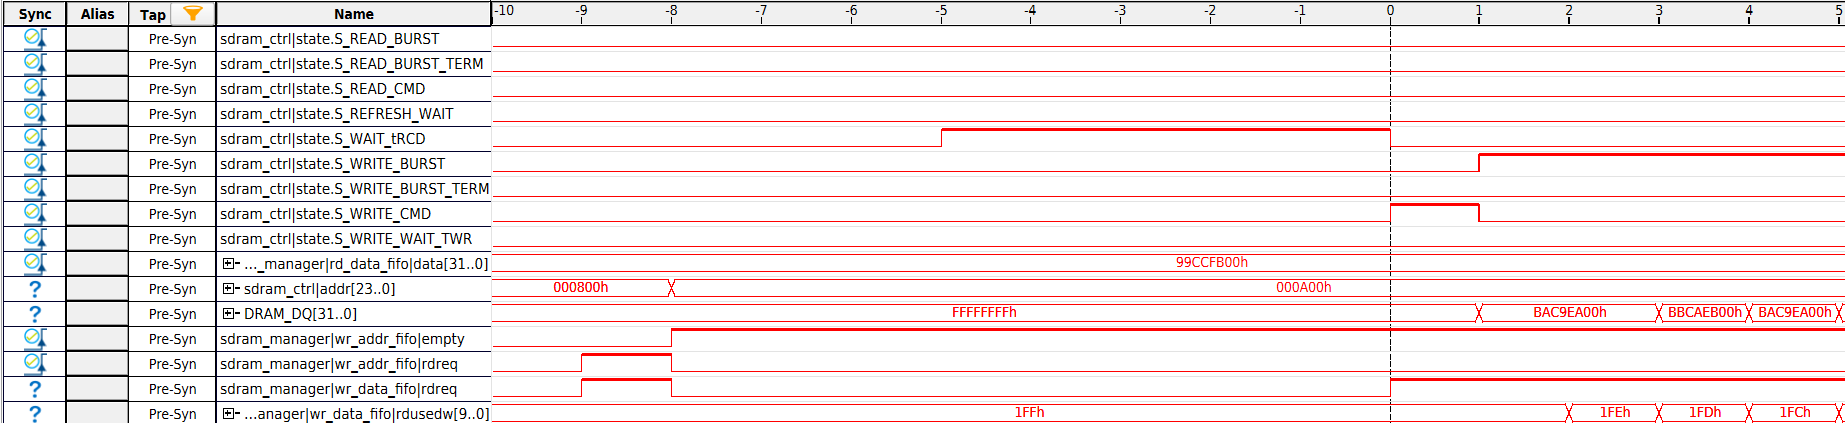 Sync Alias Tap Name -10 -8 -7 -6 -5 -4 -3 -2 -1 0 1 2 3 4 5
Pre-Syn sdram_ctrl|state.S_READ_BURST
Pre-Syn sdram_ctrl|state.S_READ_BURST_TERM
Pre-Syn sdram_ctrl|state.S_READ_CMD
Pre-Syn sdram_ctrl|state.S_REFRESH_WAIT
Pre-Syn sdram_ctrl|state.S_WAIT_tRCD
Pre-Syn sdram_ctrl|state.S_WRITE_BURST
Pre-Syn sdram_ctrl|state.S_WRITE_BURST_TERM
Pre-Syn sdram_ctrl|state.S_WRITE_CMD
Pre-Syn sdram_ctrl|state.S_WRITE_WAIT_TWR
Pre-Syn ..._manager|rd_data_fifo|data[31..0] 99CCFB00h
? Pre-Syn sdram_ctrl|addr[23..0] 000800h 000A00h
? Pre-Syn DRAM_DQ[31..0] FFFFFFFFh BAC9EA00h BBCAEB00h BAC9EA00h
Pre-Syn sdram_manager|wr_addr_fifo|empty
Pre-Syn sdram_manager|wr_addr_fifo|rdreq
? Pre-Syn sdram_manager|wr_data_fifo|rdreq
? Pre-Syn ...anager|wr_data_fifo|rdusedw[9..0] 1FFh 1FEh 1FDh 1FCh